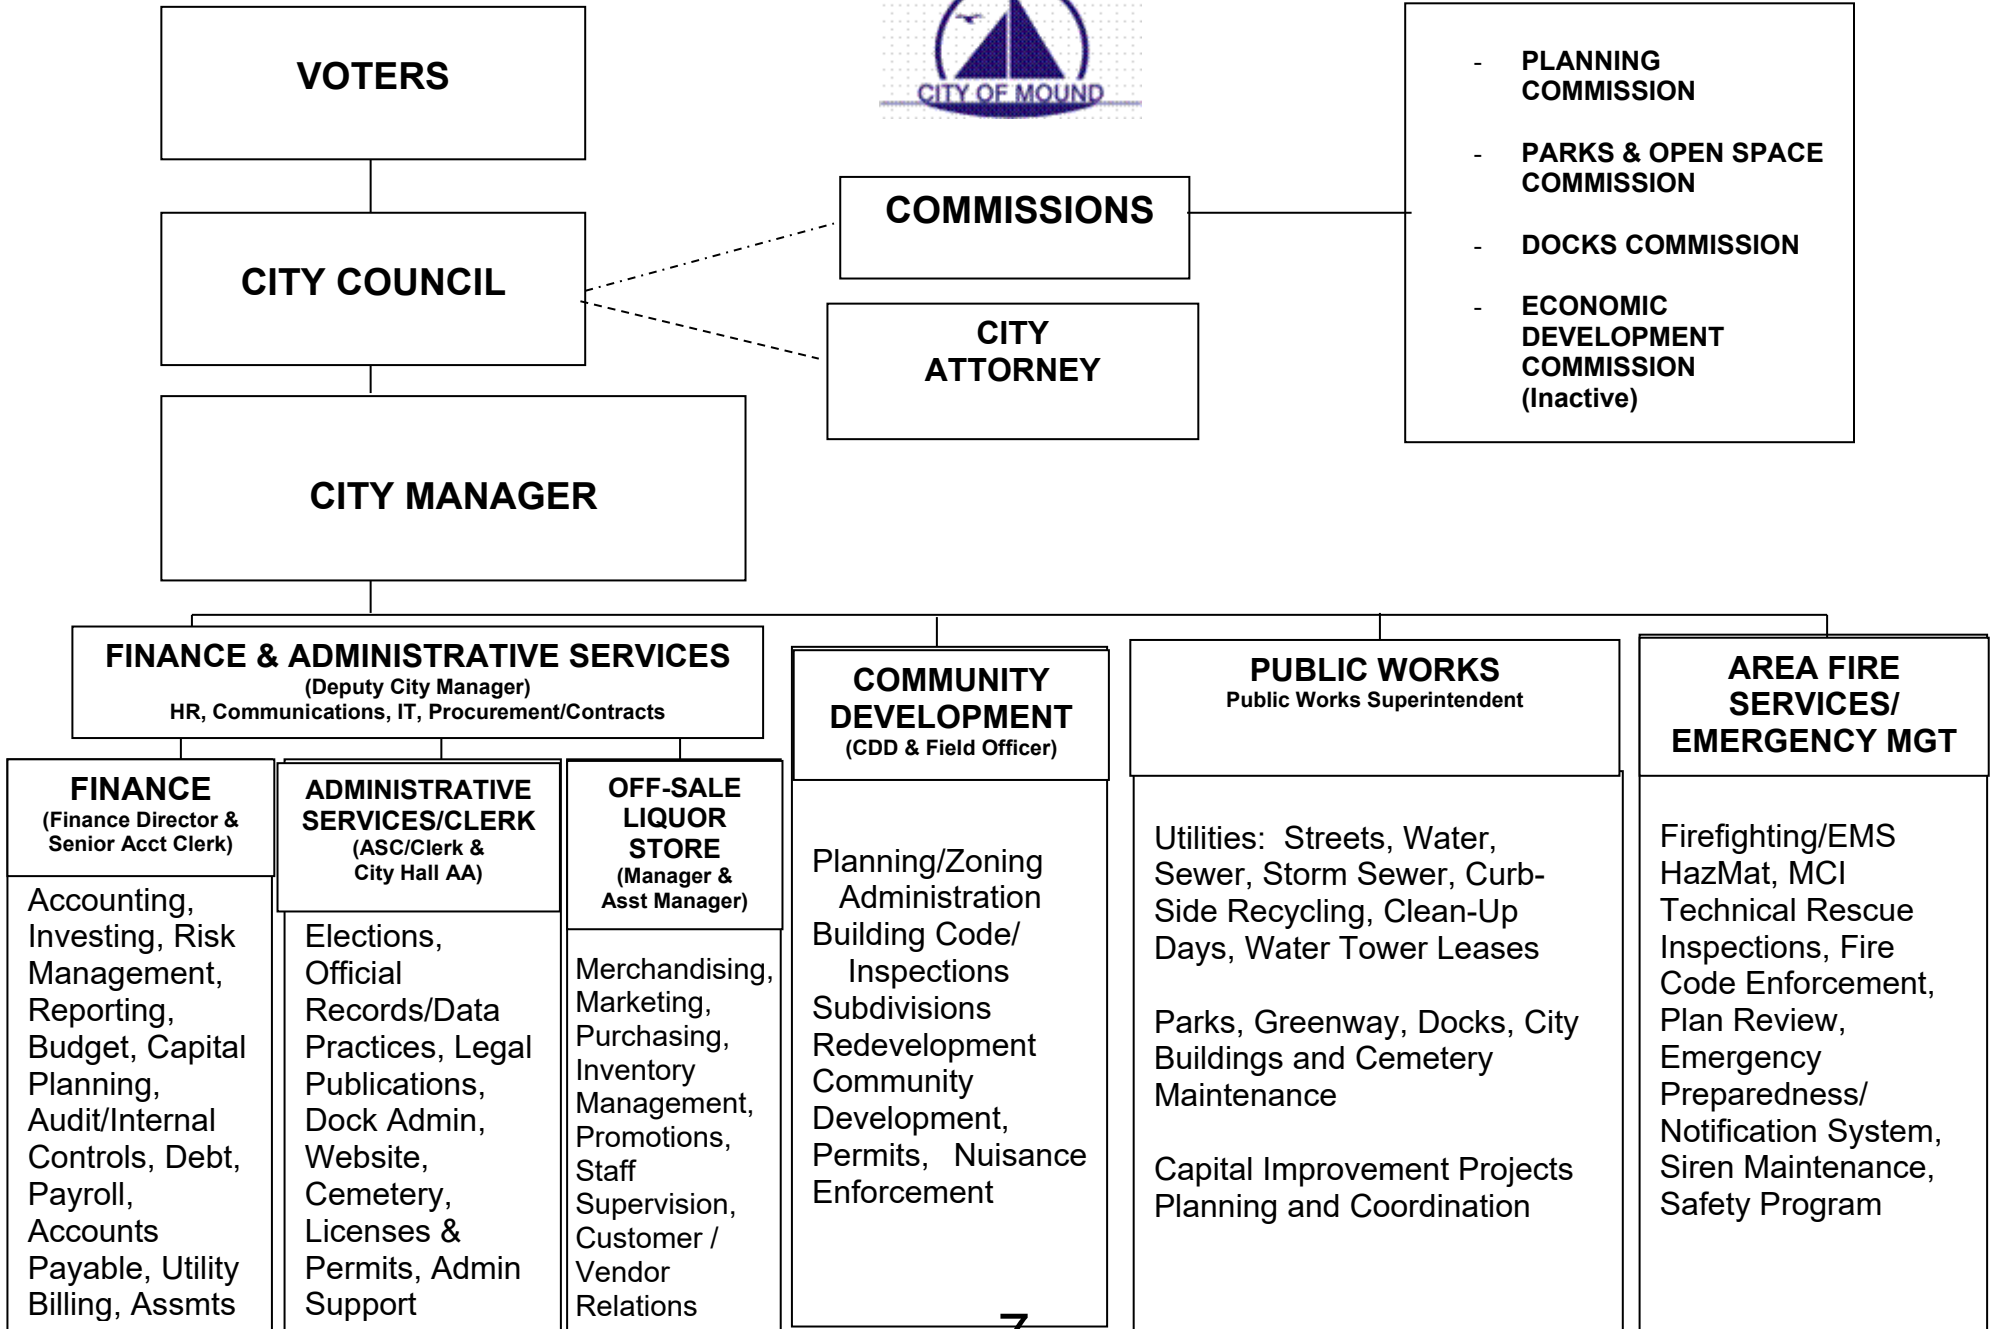 VOTERS
CITY OF MOUND
- PLANNING
COMMISSION
- PARKS & OPEN SPACE
COMMISSION
- DOCKS COMMISSION
- ECONOMIC
DEVELOPMENT
COMMISSION
(Inactive)
COMMISSIONS
CITY COUNCIL
CITY
ATTORNEY
CITY MANAGER
FINANCE & ADMINISTRATIVE SERVICES
(Deputy City Manager)
HR, Communications, IT, Procurement/Contracts
FINANCE
(Finance Director &
Senior Acct Clerk)
Accounting,
Investing, Risk
Management,
Reporting,
Budget, Capital
Planning,
Audit/Internal
Controls, Debt,
Payroll,
Accounts
Payable, Utility
Billing, Assmts
ADMINISTRATIVE
SERVICES/CLERK
(ASC/Clerk &
City Hall AA)
Elections,
Official
Records/Data
Practices, Legal
Publications,
Dock Admin,
Website,
Cemetery,
Licenses &
Permits, Admin
Support
OFF-SALE
LIQUOR
STORE
(Manager &
Asst Manager)
Merchandising,
Marketing,
Purchasing,
Inventory
Management,
Promotions,
Staff
Supervision,
Customer /
Vendor
Relations
COMMUNITY
DEVELOPMENT
(CDD & Field Officer)
Planning/Zoning
Administration
Building Code/
Inspections
Subdivisions
Redevelopment
Community
Development,
Permits, Nuisance
Enforcement
PUBLIC WORKS
Public Works Superintendent
Utilities: Streets, Water,
Sewer, Storm Sewer, Curb-
Side Recycling, Clean-Up
Days, Water Tower Leases
Parks, Greenway, Docks, City
Buildings and Cemetery
Maintenance
Capital Improvement Projects
Planning and Coordination
AREA FIRE
SERVICES/
EMERGENCY MGT
Firefighting/EMS
HazMat, MCI
Technical Rescue
Inspections, Fire
Code Enforcement,
Plan Review,
Emergency
Preparedness/
Notification System,
Siren Maintenance,
Safety Program